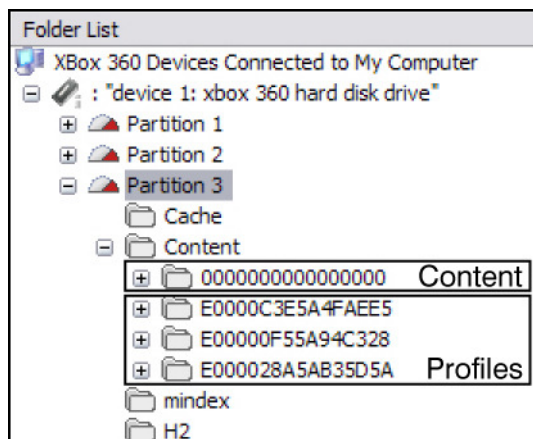 Folder List
XBox 360 Devices Connected to My Computer
: "device 1: xbox 360 hard disk drive"
Partition 1
Partition 2
Partition 3
Cache
Content
0000000000000000 Content
E0000C3E5A4FAEE5
E00000F55A94C328
E000028A5AB35D5A Profiles
mindex
H2